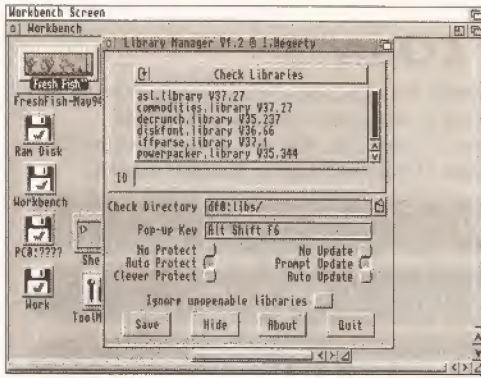 Workbench Screen
Workbench
Library Manager V1.2 © I.Hegerty
Fresh Fish
FreshFish-May94
Ram Disk
Workbench
PC0:????
Work
She
ToolM
Check Libraries
asl.library V37.27
commodities.library V37.27
decrunch.library V35.237
diskfont.library V36.66
iffparse.library V37.1
powerpacker.library V35.344
ID
Check Directory df0:libs/
Pop-up Key Alt Shift F6
No Protect
No Update
Auto Protect
Prompt Update
Clever Protect
Auto Update
Ignore unopenable libraries
Save
Hide
About
Quit